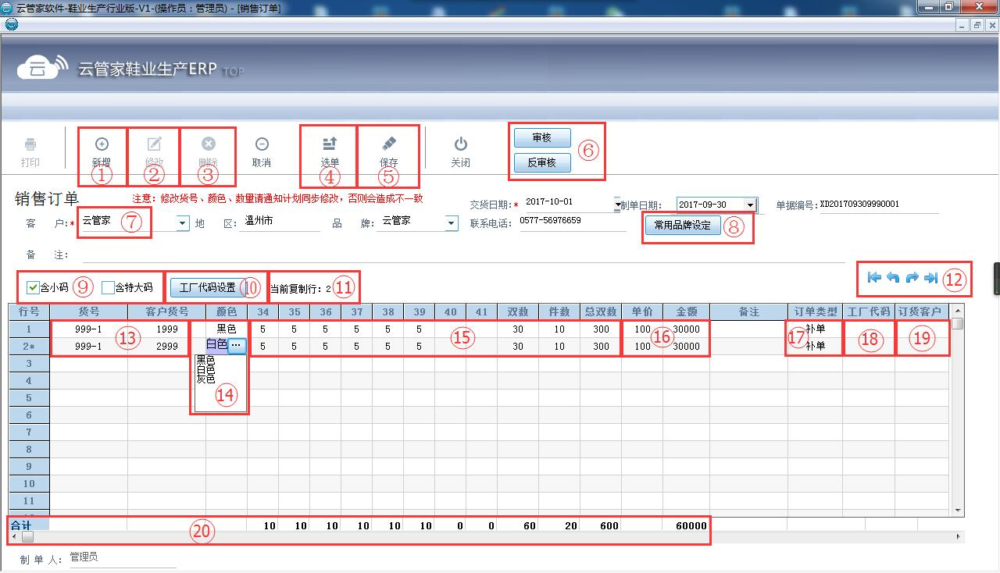 云管家软件-鞋业生产行业版-V1-(操作员：管理员) - [销售订单]
云 云管家鞋业生产ERP TOP
打印 新增 修改 删除 取消 选单 保存 关闭 审核
① ② ③ ④ ⑤ 反审核 ⑥
销售订单 注意：修改货号、颜色、数量请通知计划同步修改，否则会造成不一致 交货日期：* 2017-10-01 制单日期： 2017-09-30 单据编号： XD201709309990001
客 户：* 云管家 ⑦ 地 区： 温州市 品 牌： 云管家 联系电话： 0577-56976659 常用品牌设定 ⑧
备 注：
含小码 ⑨ 含特大码 工厂代码设置 ⑩ 当前复制行：2 ⑪ ⑫
行号 货号 客户货号 颜色 34 35 36 37 38 39 40 41 双数 件数 总双数 单价 金额 备注 订单类型 工厂代码 订货客户
1 999-1 1999 黑色 5 5 5 5 5 5 30 10 300 100 30000 补单
⑬ ⑮ ⑯ ⑰ ⑱ ⑲
2* 999-1 2999 白色 ... 5 5 5 5 5 5 30 10 300 100 30000 补单
3 黑色
白色
4 灰色
5 ⑭
6
7
8
9
10
11
合计 10 10 10 10 10 10 0 0 60 20 600 60000
⑳
制 单 人： 管理员